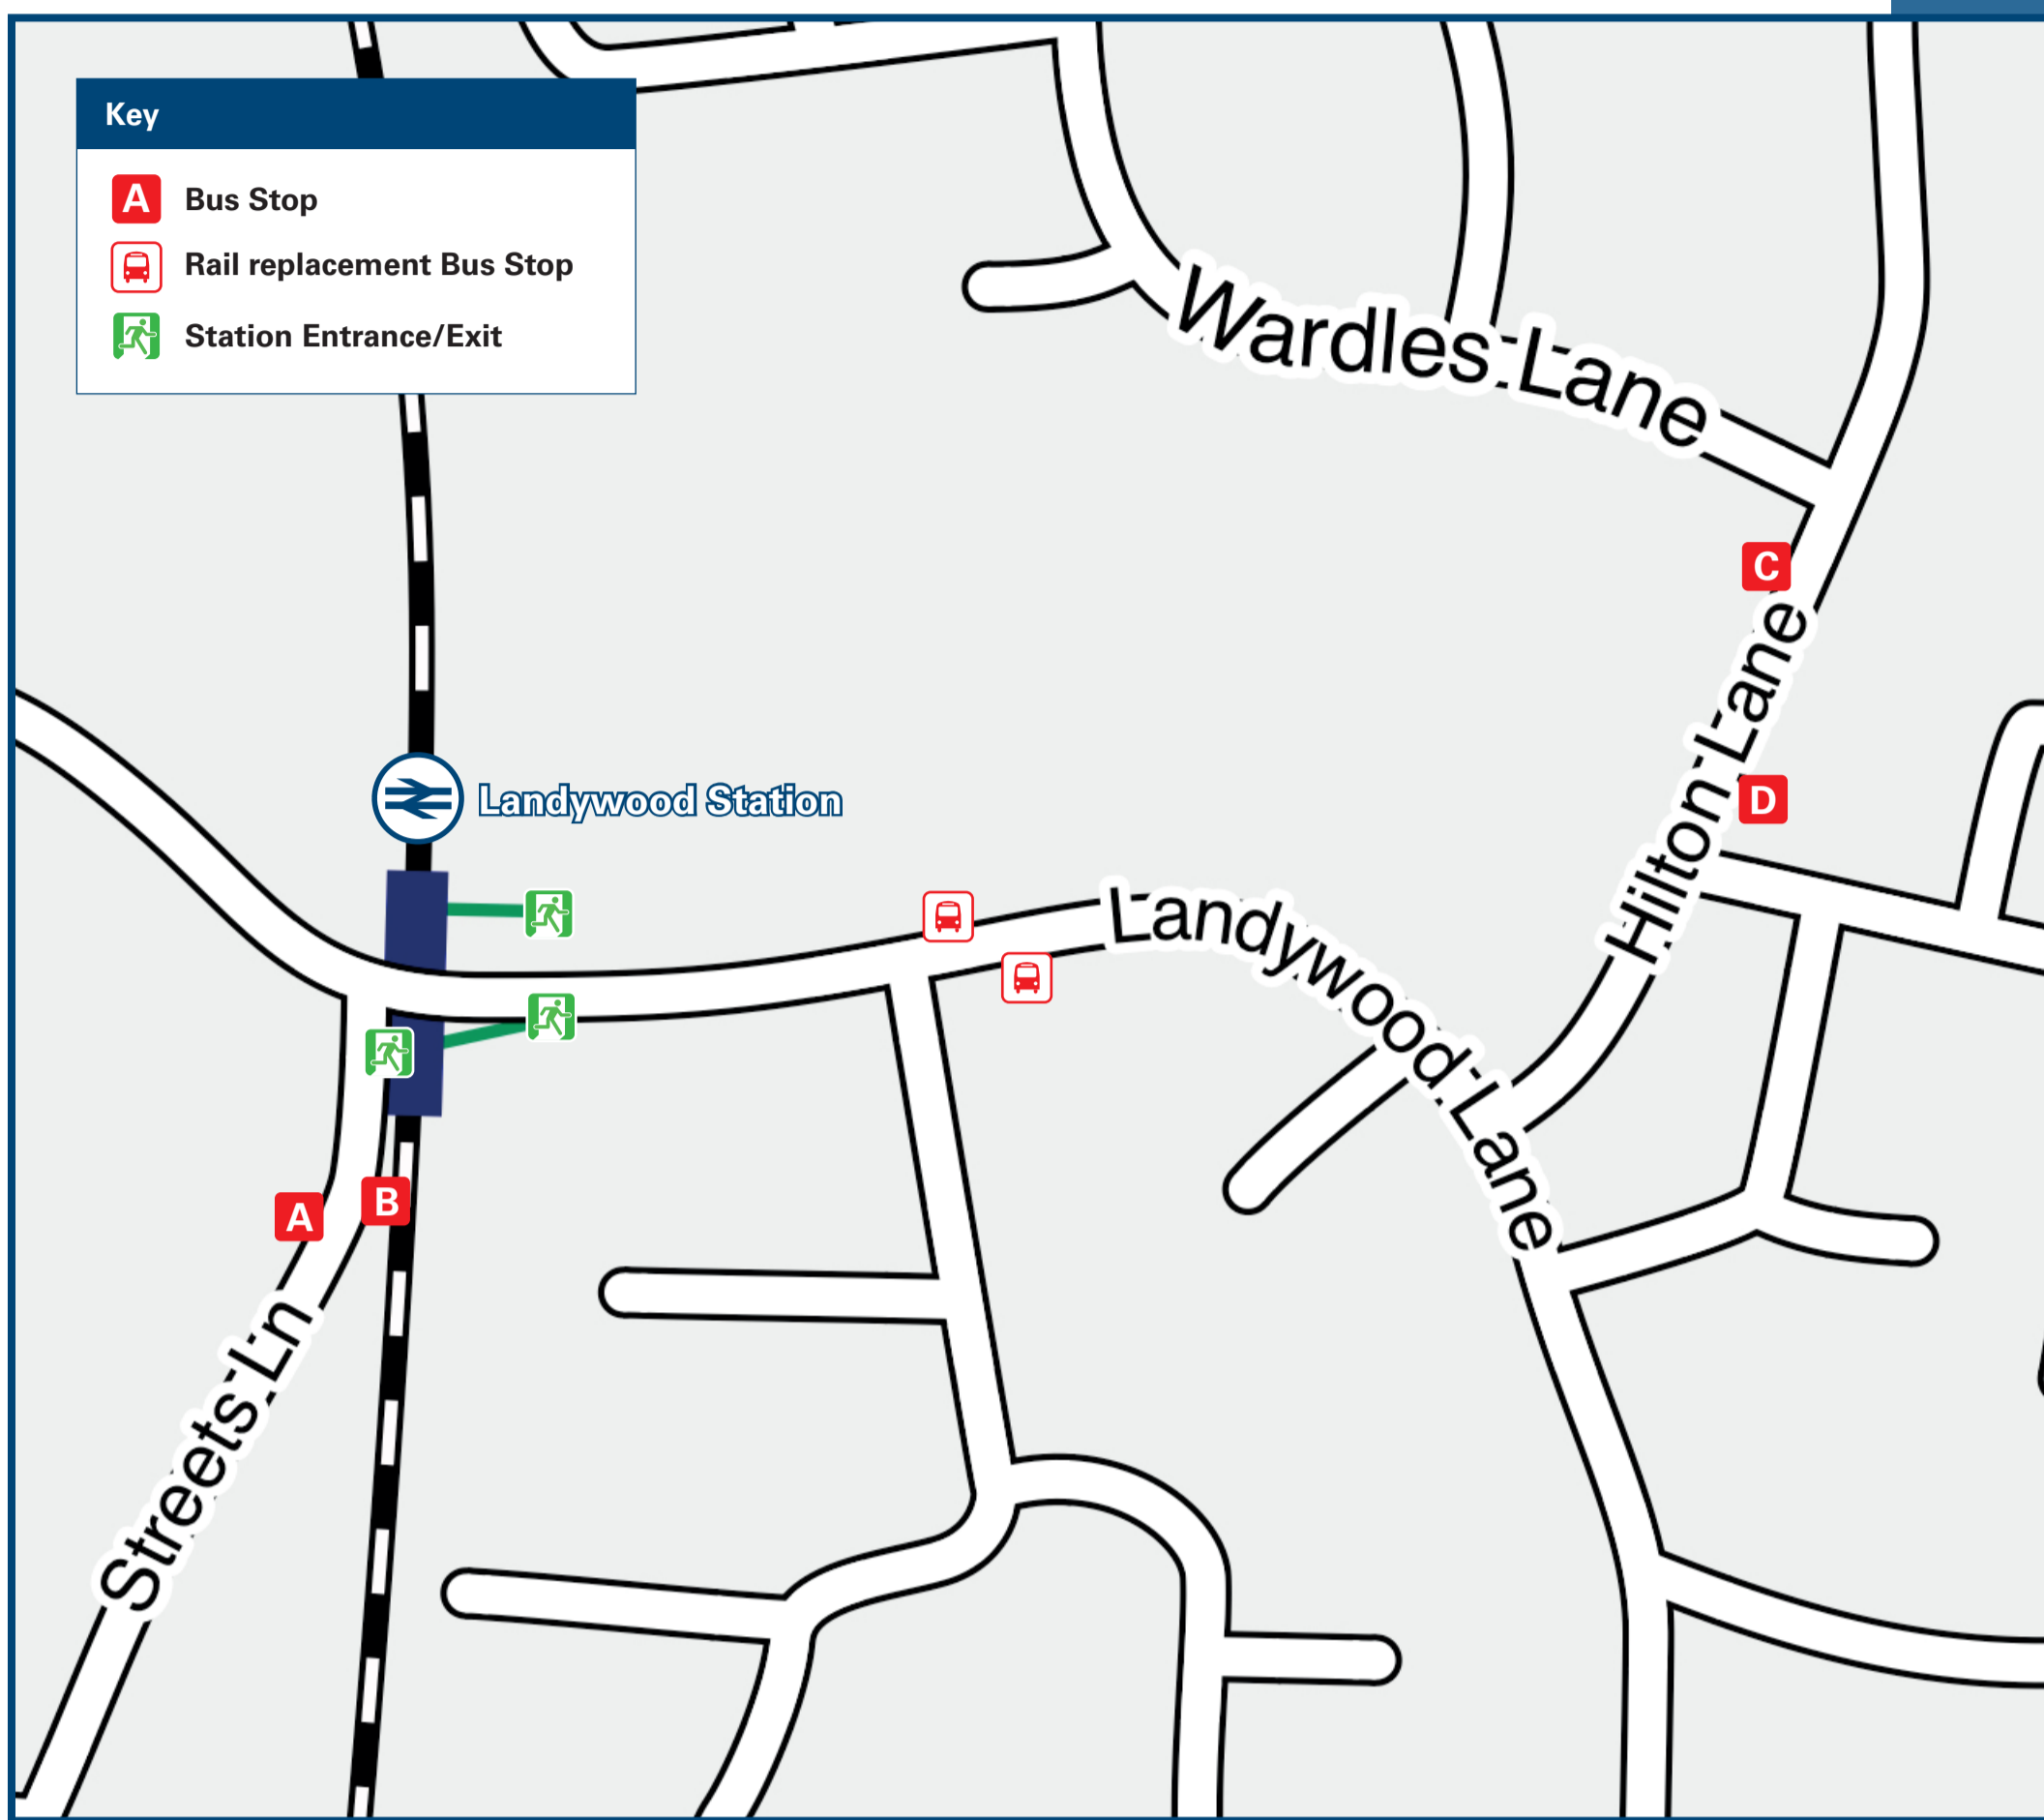 Key
A Bus Stop
Rail replacement Bus Stop
Station Entrance/Exit
Wardles Lane
C
Hilton Lane
D
Landywood Station
Landywood Lane
A
B
Streets Ln